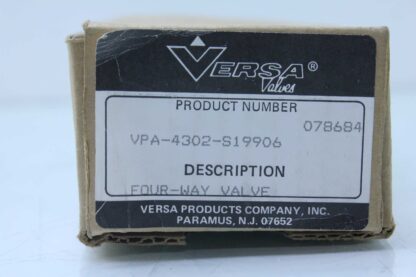 VERSA®
Valves
PRODUCT NUMBER
078684
VPA-4302-S19906
DESCRIPTION
FOUR-WAY VALVE
VERSA PRODUCTS COMPANY, INC.
PARAMUS, N.J. 07652